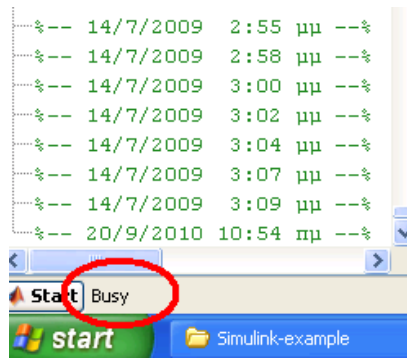 %-- 14/7/2009  2:55 μμ --%
%-- 14/7/2009  2:58 μμ --%
%-- 14/7/2009  3:00 μμ --%
%-- 14/7/2009  3:02 μμ --%
%-- 14/7/2009  3:04 μμ --%
%-- 14/7/2009  3:07 μμ --%
%-- 14/7/2009  3:09 μμ --%
%-- 20/9/2010 10:54 πμ --%
Start Busy
start Simulink-example